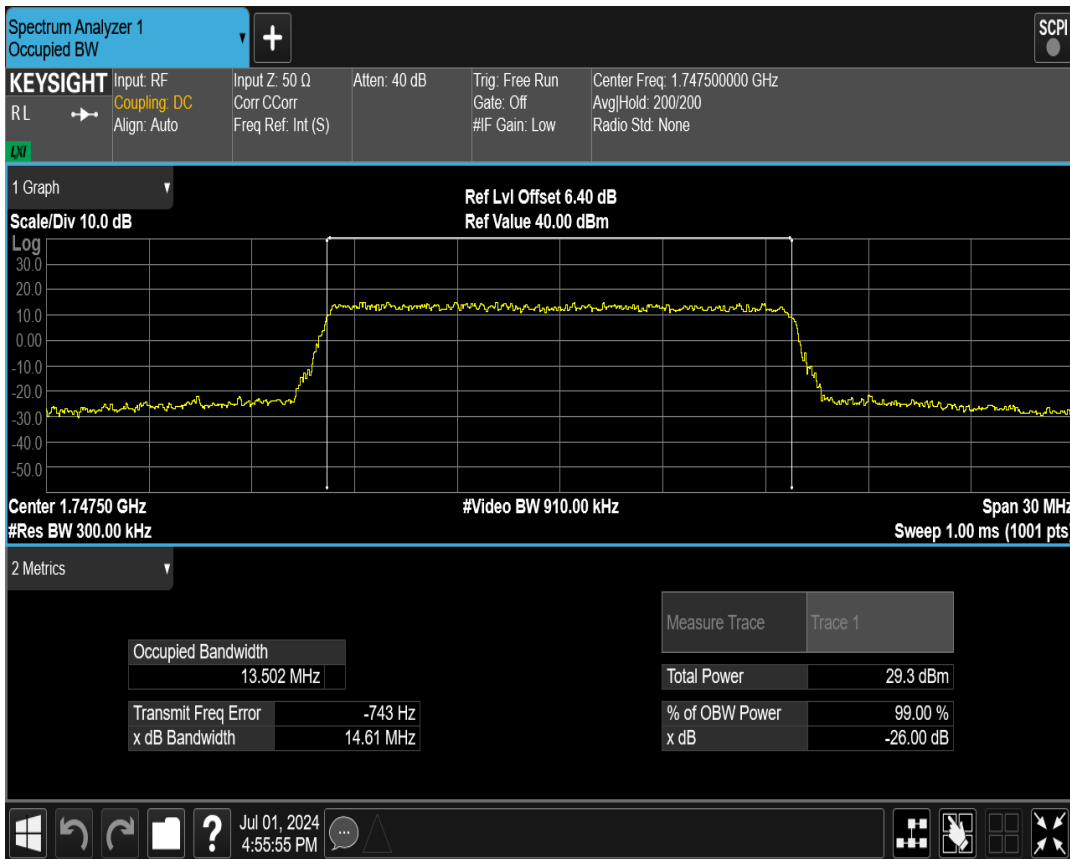 Spectrum Analyzer 1
Occupied BW
+
SCPI
KEYSIGHT
R L
LXI
Input: RF
Coupling: DC
Align: Auto
Input Z: 50 Ω
Corr CCorr
Freq Ref: Int (S)
Atten: 40 dB
Trig: Free Run
Gate: Off
#IF Gain: Low
Center Freq: 1.747500000 GHz
Avg|Hold: 200/200
Radio Std: None
1 Graph
Scale/Div 10.0 dB
Ref Lvl Offset 6.40 dB
Ref Value 40.00 dBm
Log
30.0
20.0
10.0
0.00
-10.0
-20.0
-30.0
-40.0
-50.0
Center 1.74750 GHz
#Res BW 300.00 kHz
#Video BW 910.00 kHz
Span 30 MHz
Sweep 1.00 ms (1001 pts)
2 Metrics
Measure Trace Trace 1
Occupied Bandwidth
13.502 MHz
Total Power 29.3 dBm
Transmit Freq Error -743 Hz
% of OBW Power 99.00 %
x dB Bandwidth 14.61 MHz
x dB -26.00 dB
?
Jul 01, 2024
4:55:55 PM